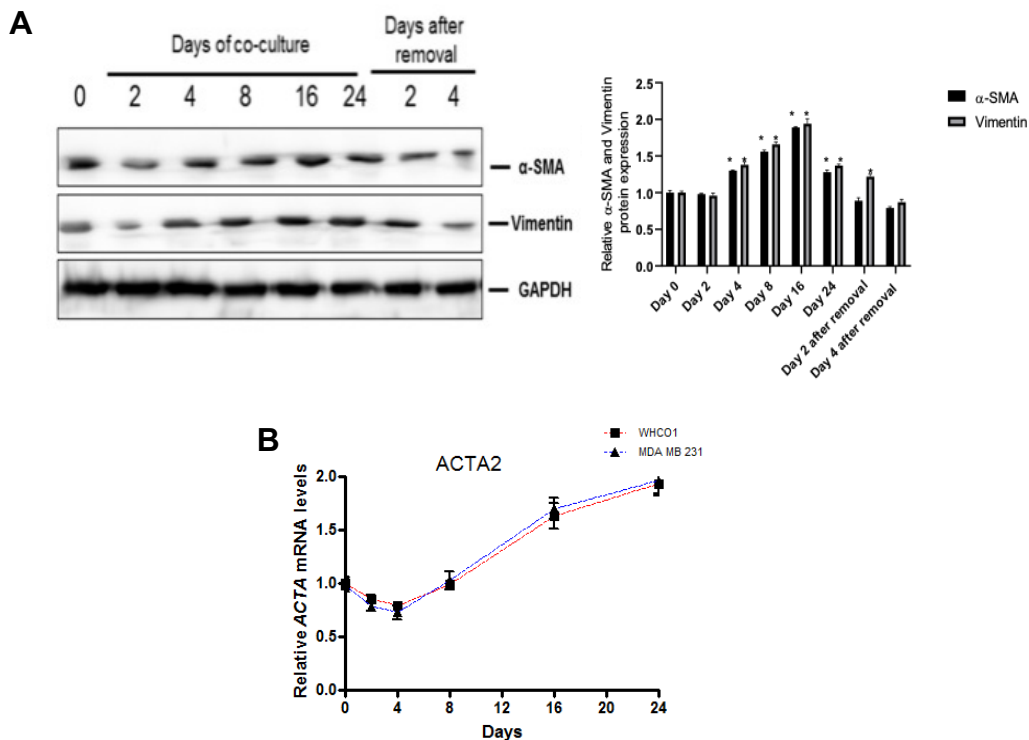 A
Days of co-culture
Days after
removal
0 2 4 8 16 24 2 4
α-SMA
Vimentin
GAPDH
Relative α-SMA and Vimentin
protein expression
2.5
2.0
1.5
1.0
0.5
0.0
* * * * * * * * *
Day 0
Day 2
Day 4
Day 8
Day 16
Day 24
Day 2 after removal
Day 4 after removal
α-SMA
Vimentin
B
WHCO1
MDA MB 231
ACTA2
Relative ACTA mRNA levels
2.0
1.5
1.0
0.5
0.0
0 4 8 12 16 20 24
Days